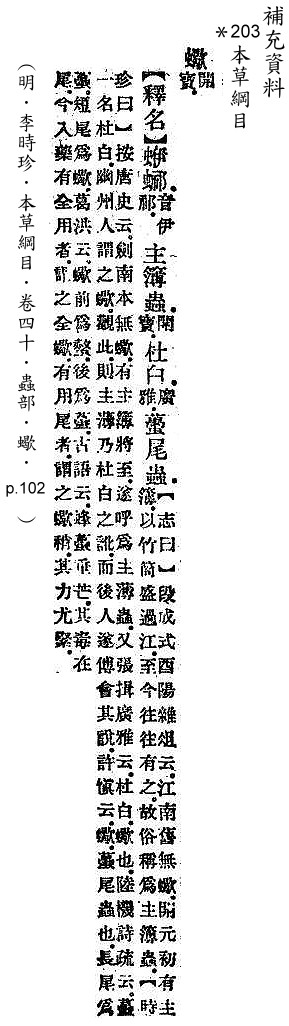 補充資料
*203本草綱目
蠍開寶
【釋名】蛜𧌴音伊祁 主簿蟲開寶 杜白廣雅 蠆尾蟲。【志曰】段成式酉陽雜俎云。江南舊無蠍。開元初有主簿。以竹筒盛過江。至今往往有之。故俗稱為主簿蟲。【時
珍曰】按唐史云。劍南本無蠍。有主簿將至。遂呼為主薄蟲。又張揖廣雅云。杜白。蠍也。陸機詩疏云。蠆
一名杜白。幽州人謂之蠍。觀此則主簿乃杜白之訛。而後人遂傅會其說。許慎云。蠍。蠆尾蟲也。長尾為
蠆。短尾為蠍。葛洪云。蠍前為螫。後為蠆。古語云。蜂蠆垂芒。其毒在
尾。今入藥有全用者。謂之全蠍。有用尾者。謂之蠍稍。其力尤緊。
（明．李時珍．本草綱目．卷四十．蟲部．蠍．p.102）